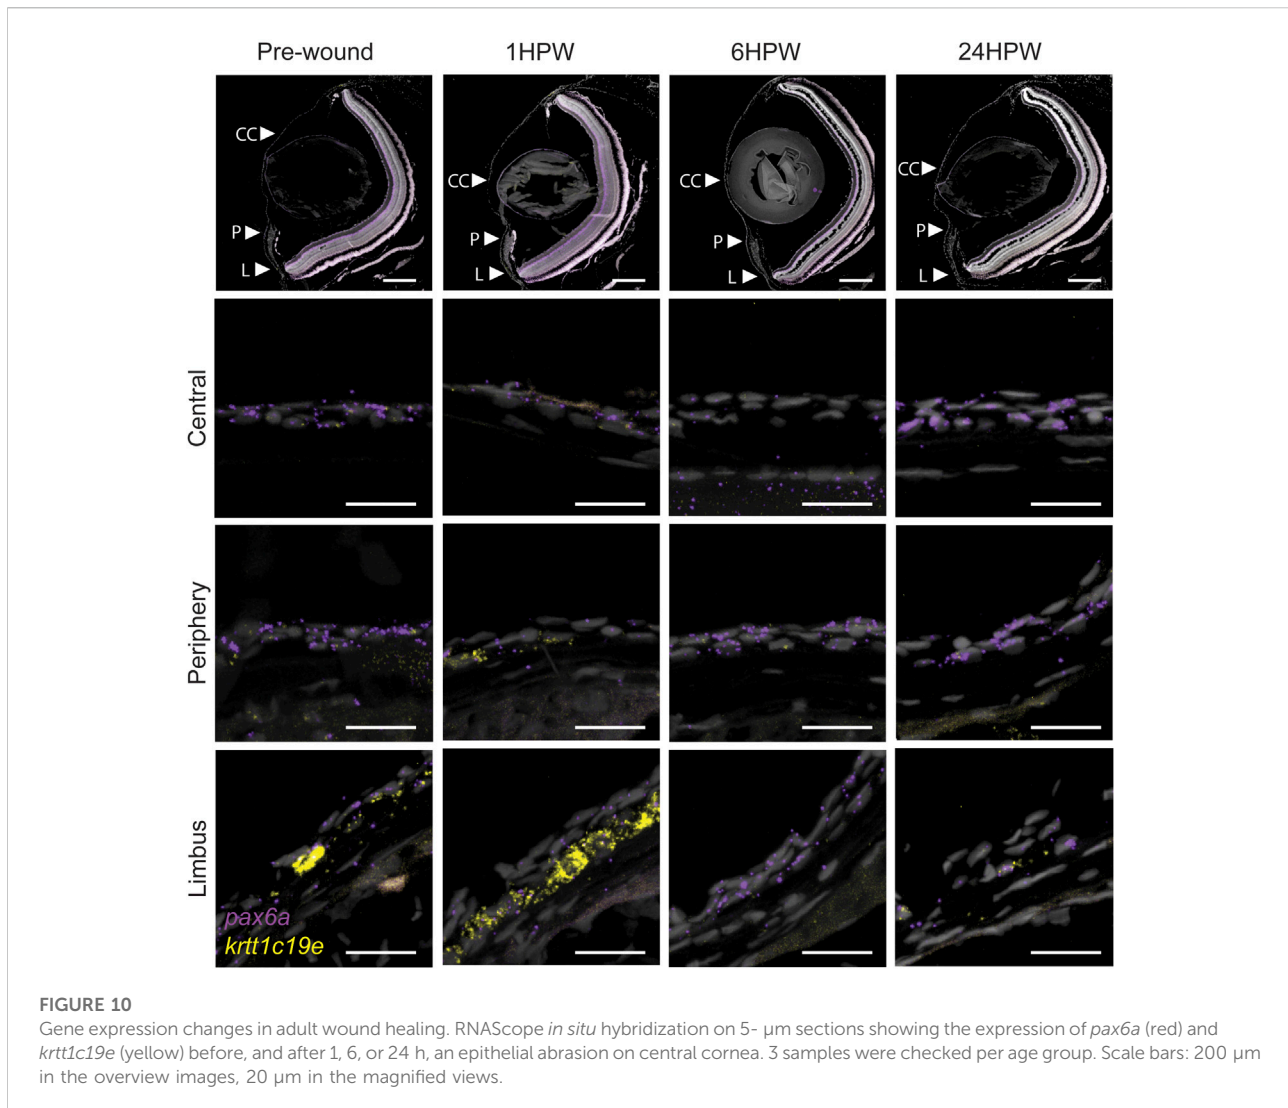 Pre-wound 1HPW 6HPW 24HPW
CC CC CC CC
P P P P
L L L L
Central
Periphery
Limbus
pax6a
krtt1c19e
FIGURE 10
Gene expression changes in adult wound healing. RNAScope in situ hybridization on 5- μm sections showing the expression of pax6a (red) and
krtt1c19e (yellow) before, and after 1, 6, or 24 h, an epithelial abrasion on central cornea. 3 samples were checked per age group. Scale bars: 200 μm
in the overview images, 20 μm in the magnified views.